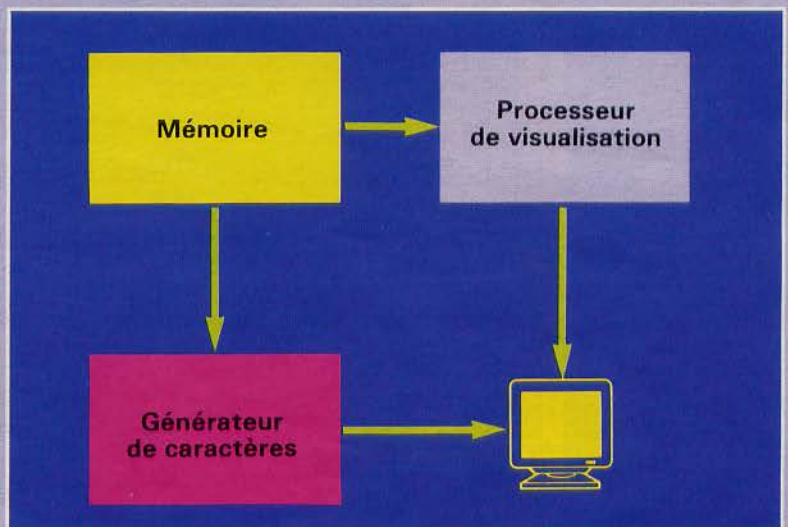 Mémoire
Processeur
de visualisation
Générateur
de caractères